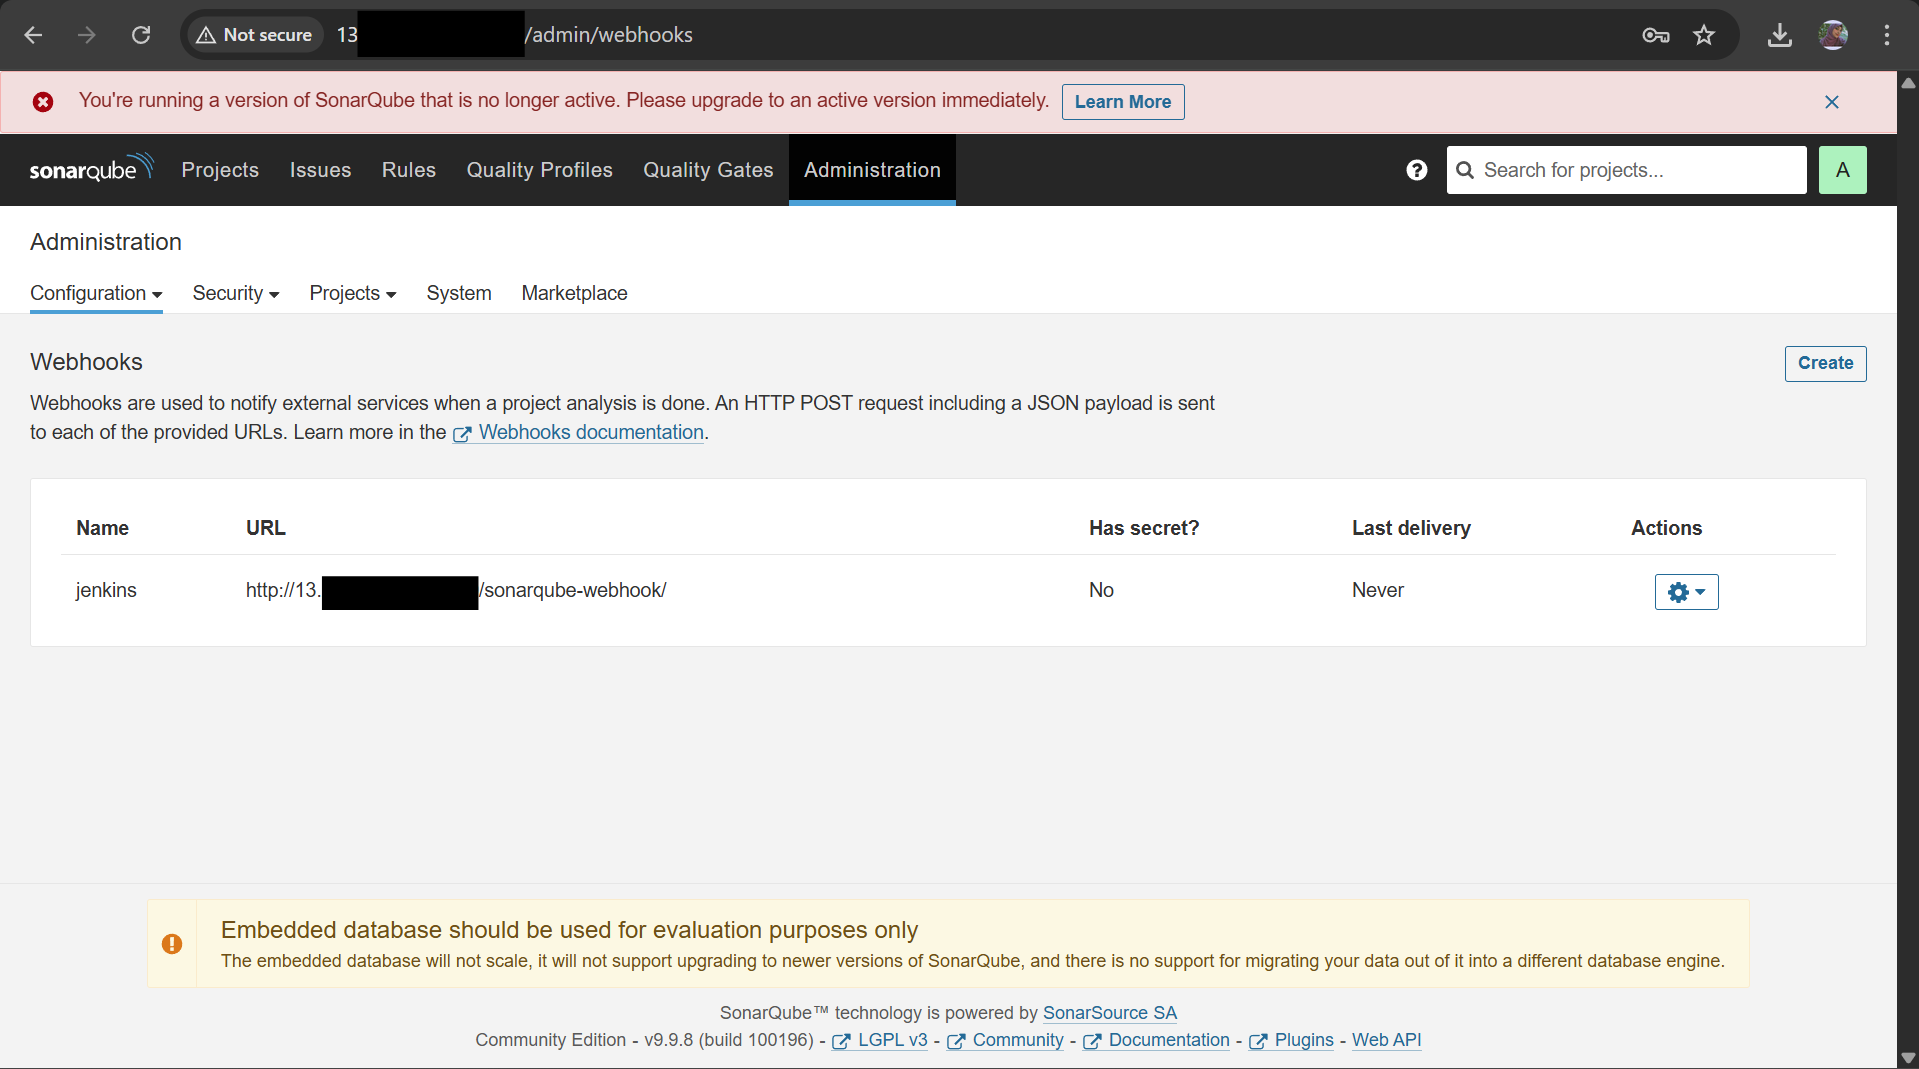 Not secure 13 /admin/webhooks
You're running a version of SonarQube that is no longer active. Please upgrade to an active version immediately. Learn More
sonarqube Projects Issues Rules Quality Profiles Quality Gates Administration Search for projects... A
Administration
Configuration Security Projects System Marketplace
Webhooks Create
Webhooks are used to notify external services when a project analysis is done. An HTTP POST request including a JSON payload is sent
to each of the provided URLs. Learn more in the Webhooks documentation.
Name URL Has secret? Last delivery Actions
jenkins http://13. /sonarqube-webhook/ No Never
Embedded database should be used for evaluation purposes only
The embedded database will not scale, it will not support upgrading to newer versions of SonarQube, and there is no support for migrating your data out of it into a different database engine.
SonarQube™ technology is powered by SonarSource SA
Community Edition - v9.9.8 (build 100196) - LGPL v3 - Community - Documentation - Plugins - Web API